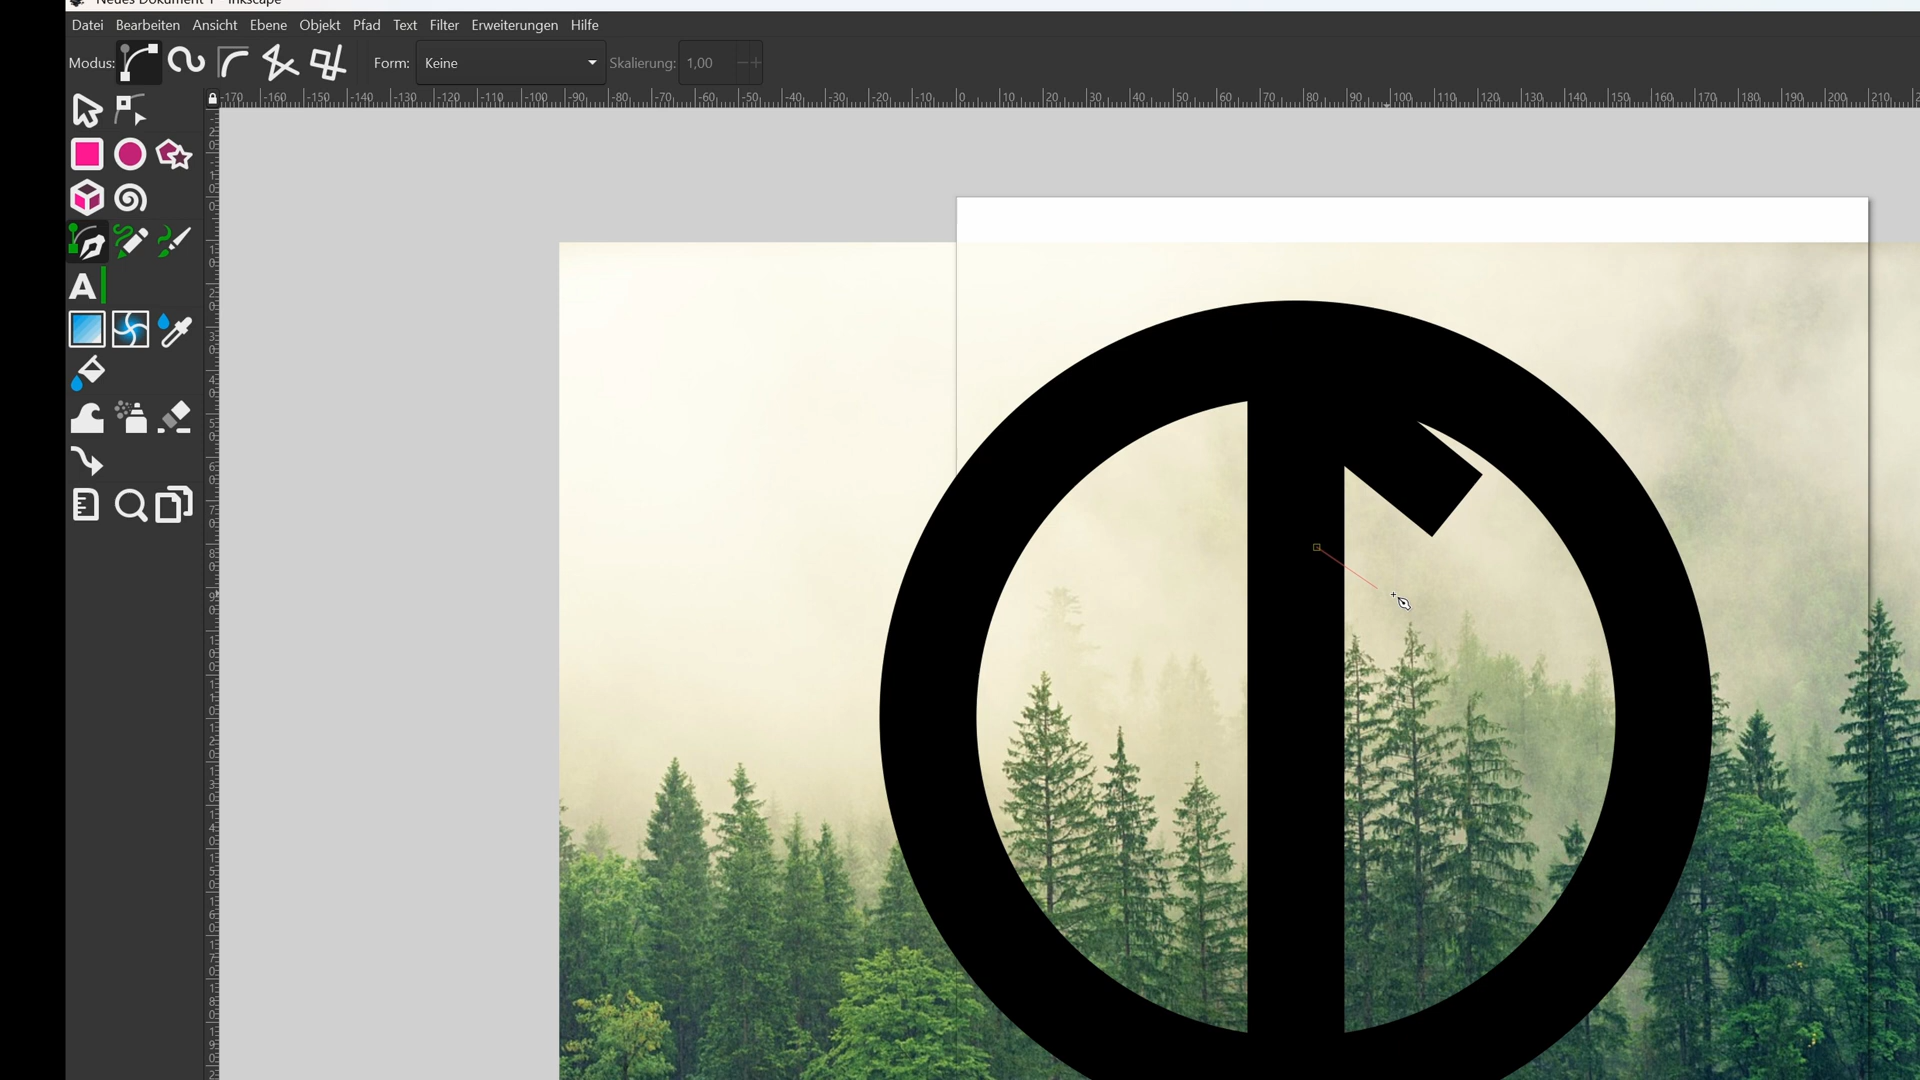 Neues Dokument 1 - Inkscape
Datei Bearbeiten Ansicht Ebene Objekt Pfad Text Filter Erweiterungen Hilfe
Modus: Form: Keine Skalierung: 1,00
-170 -160 -150 -140 -130 -120 -110 -100 -90 -80 -70 -60 -50 -40 -30 -20 -10 0 10 20 30 40 50 60 70 80 90 100 110 120 130 140 150 160 170 180 190 200 210
A